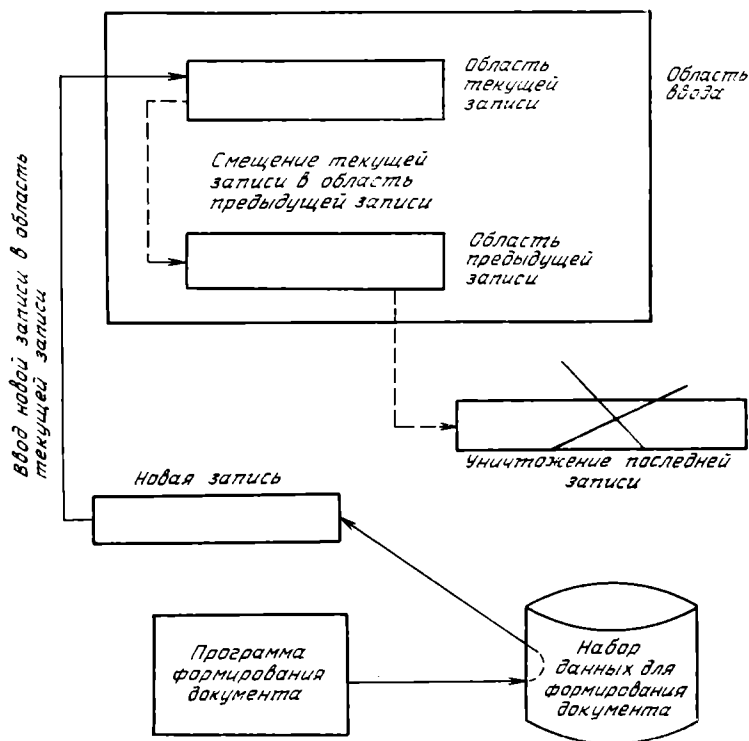 Область
текущей
записи
Область
ввода
Смещение текущей
записи в область
предыдущей записи
Область
предыдущей
записи
Ввод новой записи в область
текущей записи
Уничтожение последней
записи
Новая запись
Программа
формирования
документа
Набор
данных для
формирования
документа